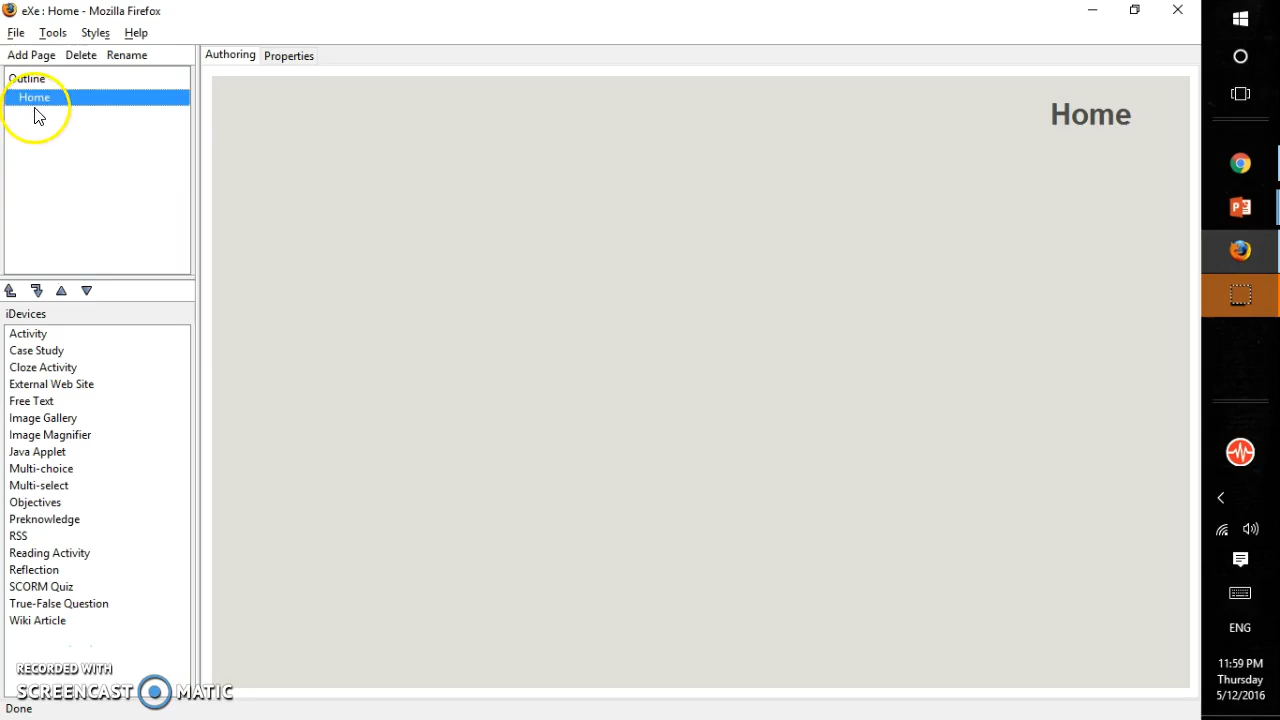 eXe : Home - Mozilla Firefox
File Tools Styles Help
Add Page Delete Rename
Authoring Properties
Outline
Home
Home
iDevices
Activity
Case Study
Cloze Activity
External Web Site
Free Text
Image Gallery
Image Magnifier
Java Applet
Multi-choice
Multi-select
Objectives
Preknowledge
RSS
Reading Activity
Reflection
SCORM Quiz
True-False Question
Wiki Article
RECORDED WITH
SCREENCAST MATIC
Done
ENG
11:59 PM
Thursday
5/12/2016